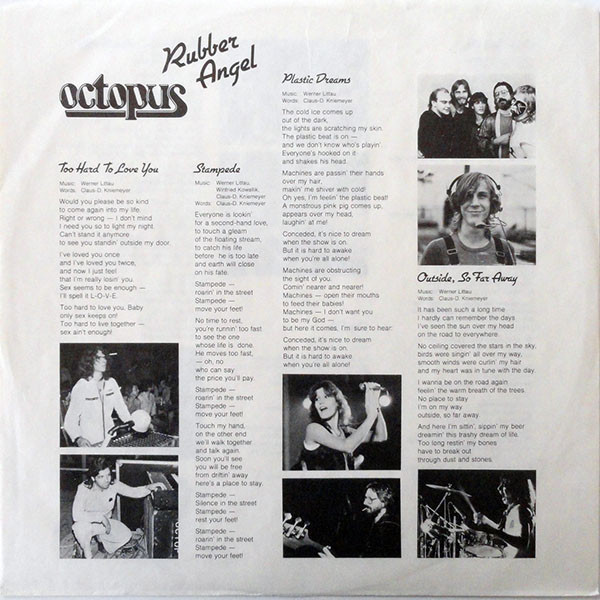 Rubber
Angel
octopus
Too Hard To Love You
Music: Werner Littau
Words: Claus-D. Kniemeyer
Would you please be so kind
to come again into my life.
Right or wrong — I don't mind
I need you so to light my night.
Can't stand it anymore
to see you standin' outside my door.
I've loved you once
and I've loved you twice,
and now I just feel
that I'm really losin' you.
Sex seems to be enough —
I'll spell it L-O-V-E.
Too hard to love you, Baby
only sex keeps on!
Too hard to live together —
sex ain't enough!
Stampede
Music: Werner Littau,
Winfried Kowallik,
Claus-D. Kniemeyer
Words: Claus-D. Kniemeyer
Everyone is lookin'
for a second-hand love,
to touch a gleam
of the floating stream,
to catch his life
before he is too late
and earth will close
on his fate.
Stampede —
roarin' in the street
Stampede —
move your feet!
No time to rest,
you're runnin' too fast
to see the one
whose life is done.
He moves too fast,
— oh, no
who can say
the price you'll pay.
Stampede —
roarin' in the street
Stampede —
move your feet!
Touch my hand,
on the other end
we'll walk together
and talk again.
Soon you'll see
you will be free
from driftin' away
here's a place to stay.
Stampede —
Silence in the street
Stampede —
rest your feet!
Stampede —
roarin' in the street
Stampede —
move your feet!
Plastic Dreams
Music: Werner Littau
Words: Claus-D. Kniemeyer
The cold ice comes up
out of the dark,
the lights are scratching my skin.
The plastic beat is on —
and we don't know who's playin'.
Everyone's hooked on it
and shakes his head.
Machines are passin' their hands
over my hair,
makin' me shiver with cold!
Oh yes, I'm feelin' the plastic beat!
A monstrous pink pig comes up,
appears over my head,
laughin' at me!
Conceded, it's nice to dream
when the show is on.
But it is hard to awake
when you're all alone!
Machines are obstructing
the sight of you.
Comin' nearer and nearer!
Machines — open their mouths
to feed their babies!
Machines — I don't want you
to be my God —
but here it comes, I'm sure to hear:
Conceded, it's nice to dream
when the show is on.
But it is hard to awake
when you're all alone!
Outside, So Far Away
Music: Werner Littau
Words: Claus-D. Kniemeyer
It has been such a long time
I hardly can remember the days
I've seen the sun over my head
on the road to everywhere.
No ceiling covered the stars in the sky,
birds were singin' all over my way,
smooth winds were curlin' my hair
and my heart was in tune with the day.
I wanna be on the road again
feelin' the warm breath of the trees.
No place to stay
I'm on my way
outside, so far away.
And here I'm sittin', sippin' my beer
dreamin' this trashy dream of life.
Too long restin' my bones
have to break out
through dust and stones.